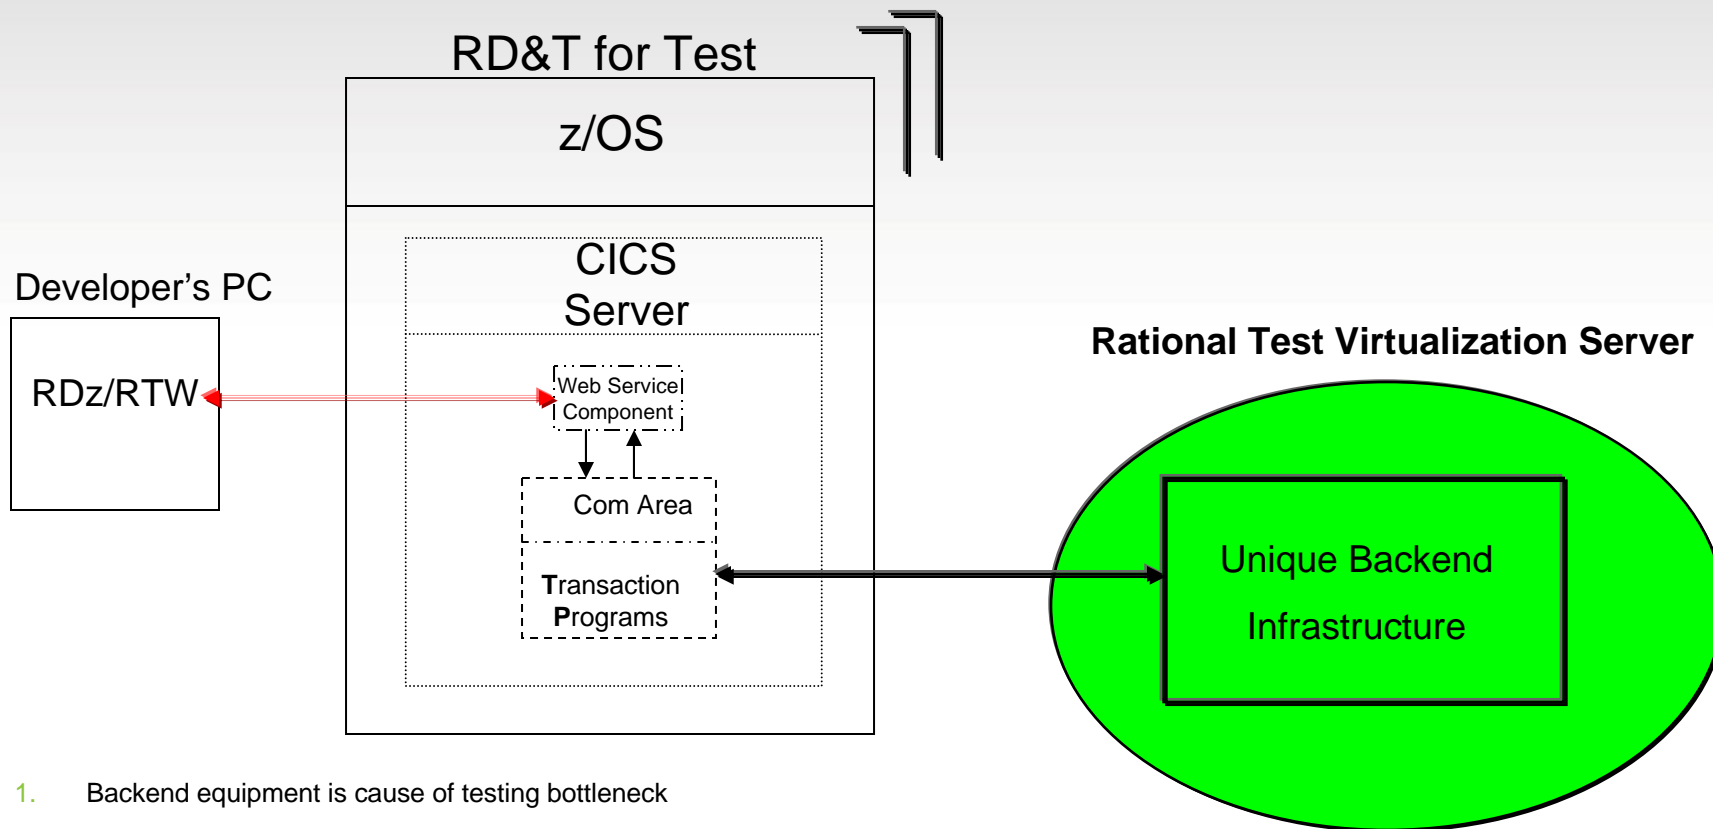 RD&T for Test
z/OS
CICS
Server
Developer's PC
RDz/RTW
Web Service
Component
Com Area
Transaction
Programs
Rational Test Virtualization Server
Unique Backend
Infrastructure
1. Backend equipment is cause of testing bottleneck